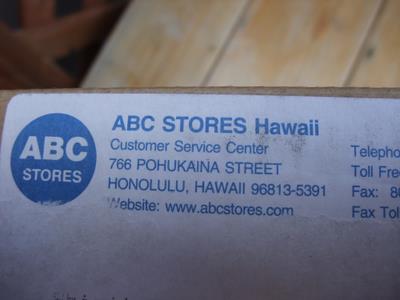 ABC
STORES
ABC STORES Hawaii
Customer Service Center
766 POHUKAINA STREET
HONOLULU, HAWAII 96813-5391
Website: www.abcstores.com
Telepho
Toll Fre
Fax: 80
Fax Tol